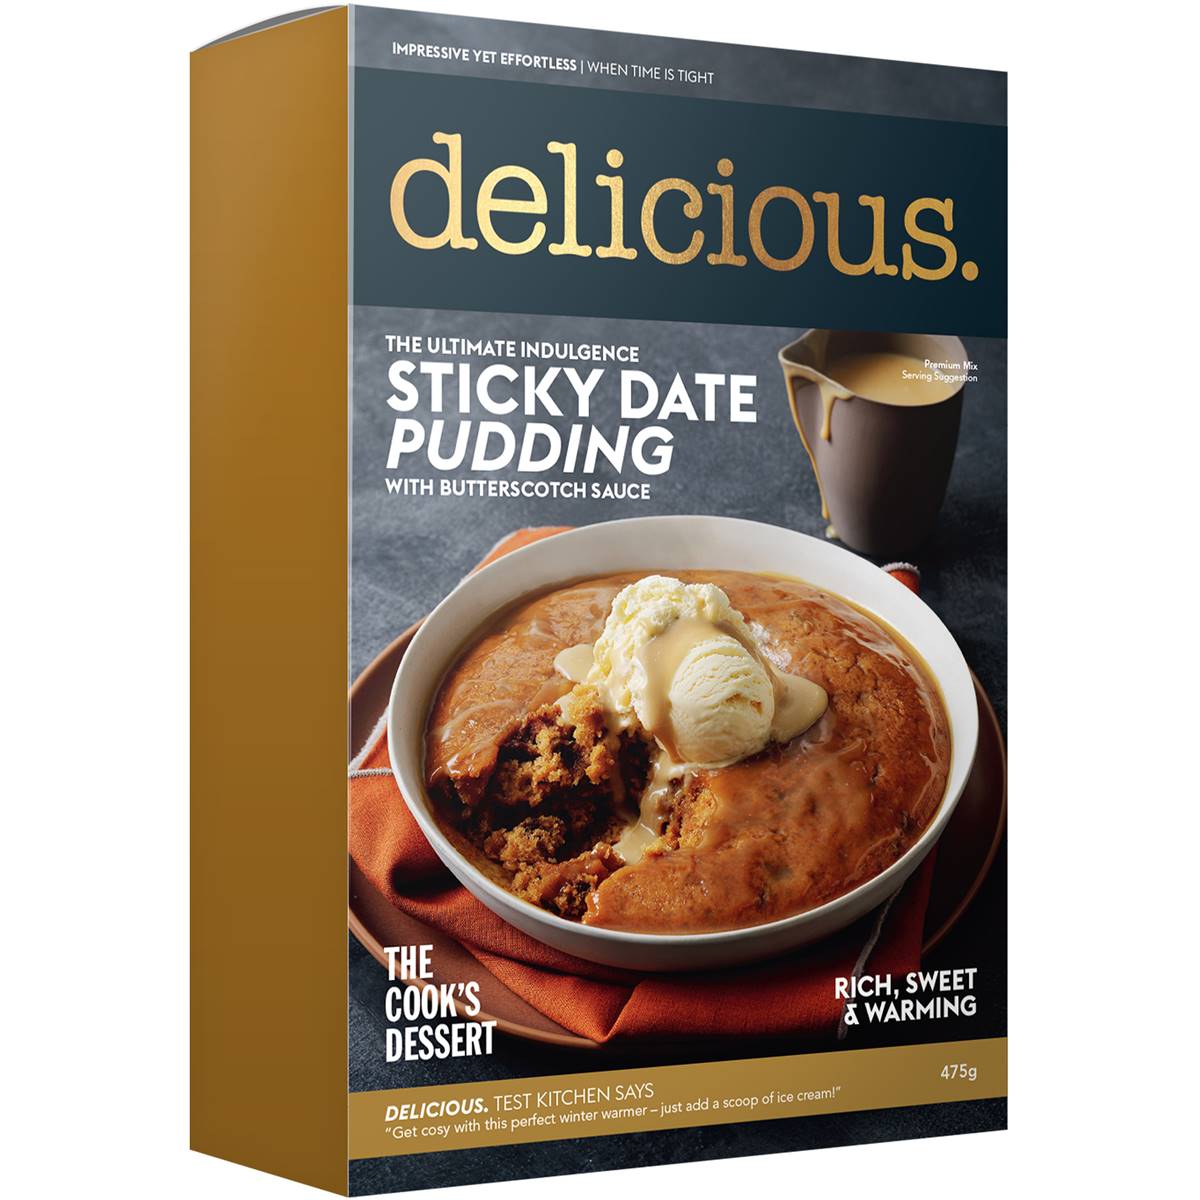 IMPRESSIVE YET EFFORTLESS | WHEN TIME IS TIGHT
delicious.
THE ULTIMATE INDULGENCE
STICKY DATE
PUDDING
WITH BUTTERSCOTCH SAUCE
Premium Mix
Serving Suggestion
THE
COOK'S
DESSERT
RICH, SWEET
& WARMING
475g
DELICIOUS. TEST KITCHEN SAYS
“Get cosy with this perfect winter warmer – just add a scoop of ice cream!”